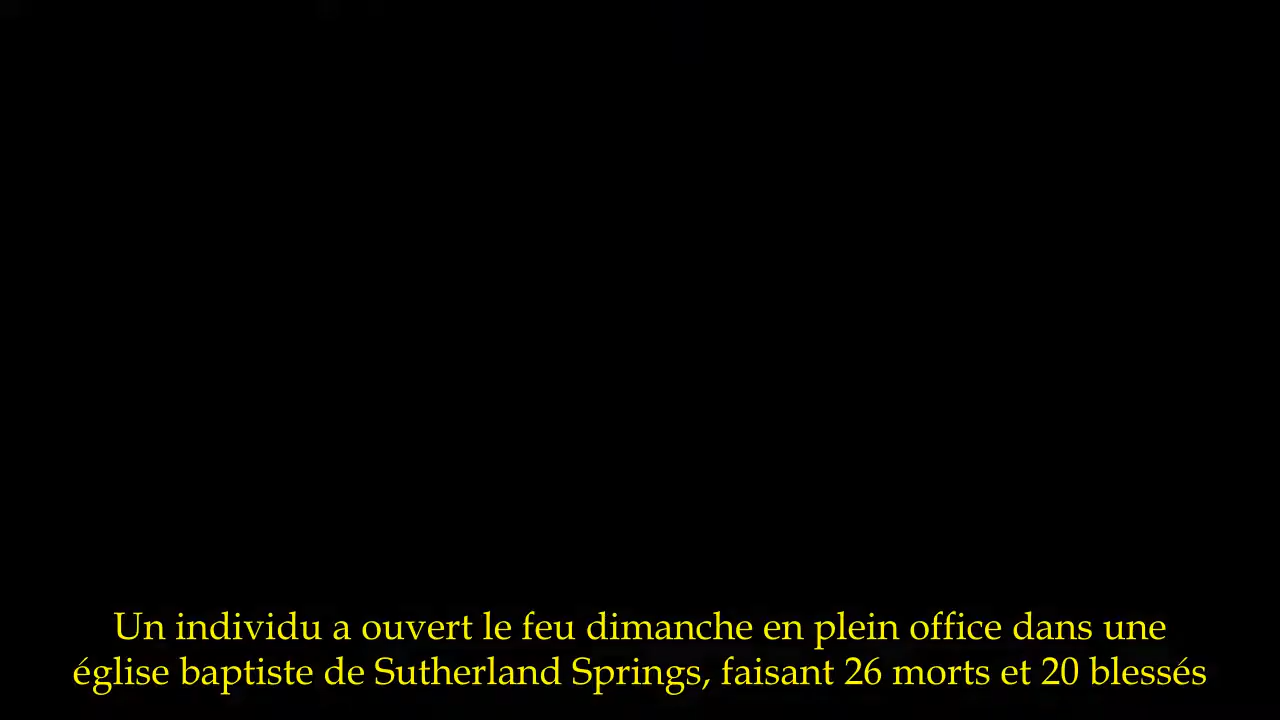 Un individu a ouvert le feu dimanche en plein office dans une
église baptiste de Sutherland Springs, faisant 26 morts et 20 blessés